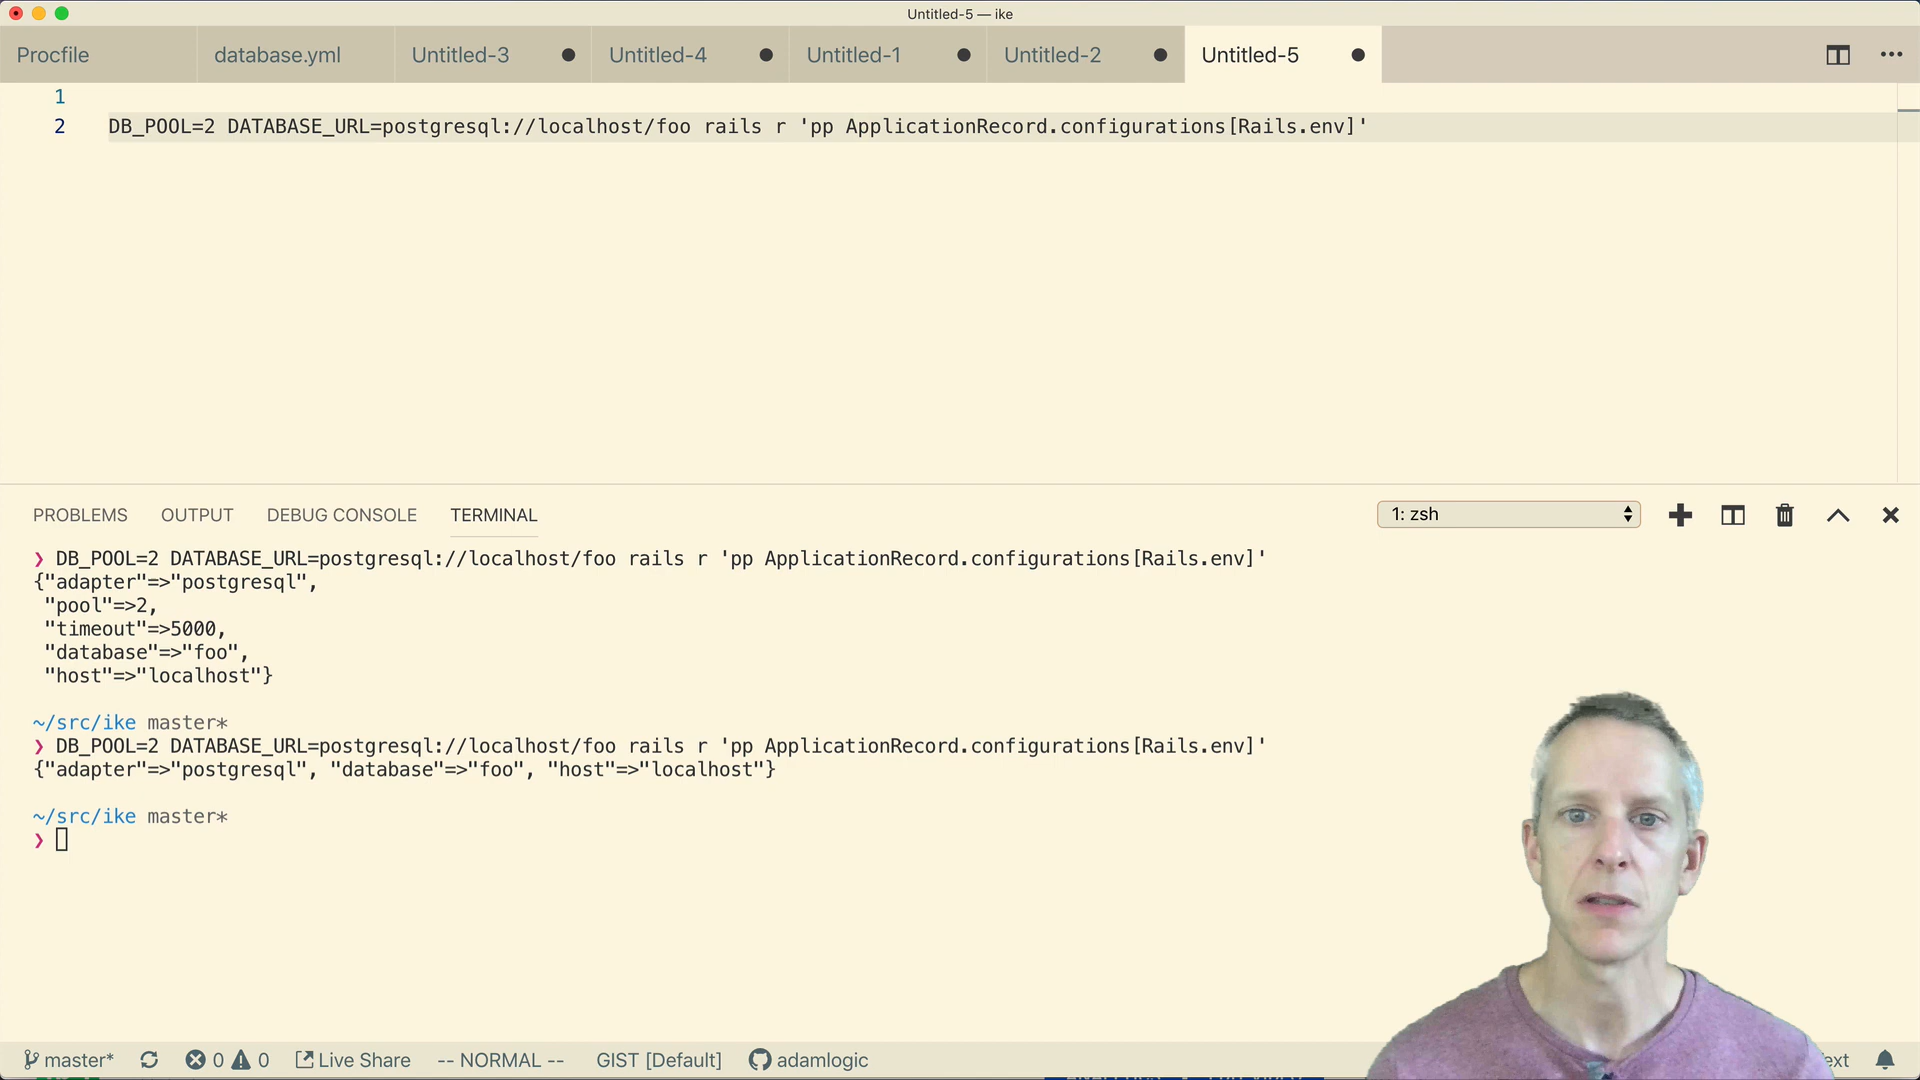 Untitled-5 — ike
Procfile database.yml Untitled-3 Untitled-4 Untitled-1 Untitled-2 Untitled-5
1
2 DB_POOL=2 DATABASE_URL=postgresql://localhost/foo rails r 'pp ApplicationRecord.configurations[Rails.env]'
PROBLEMS OUTPUT DEBUG CONSOLE TERMINAL 1: zsh
❯ DB_POOL=2 DATABASE_URL=postgresql://localhost/foo rails r 'pp ApplicationRecord.configurations[Rails.env]'
{"adapter"=>"postgresql",
"pool"=>2,
"timeout"=>5000,
"database"=>"foo",
"host"=>"localhost"}
~/src/ike master*
❯ DB_POOL=2 DATABASE_URL=postgresql://localhost/foo rails r 'pp ApplicationRecord.configurations[Rails.env]'
{"adapter"=>"postgresql", "database"=>"foo", "host"=>"localhost"}
~/src/ike master*
❯
master* 0 0 Live Share -- NORMAL -- GIST [Default] adamlogic